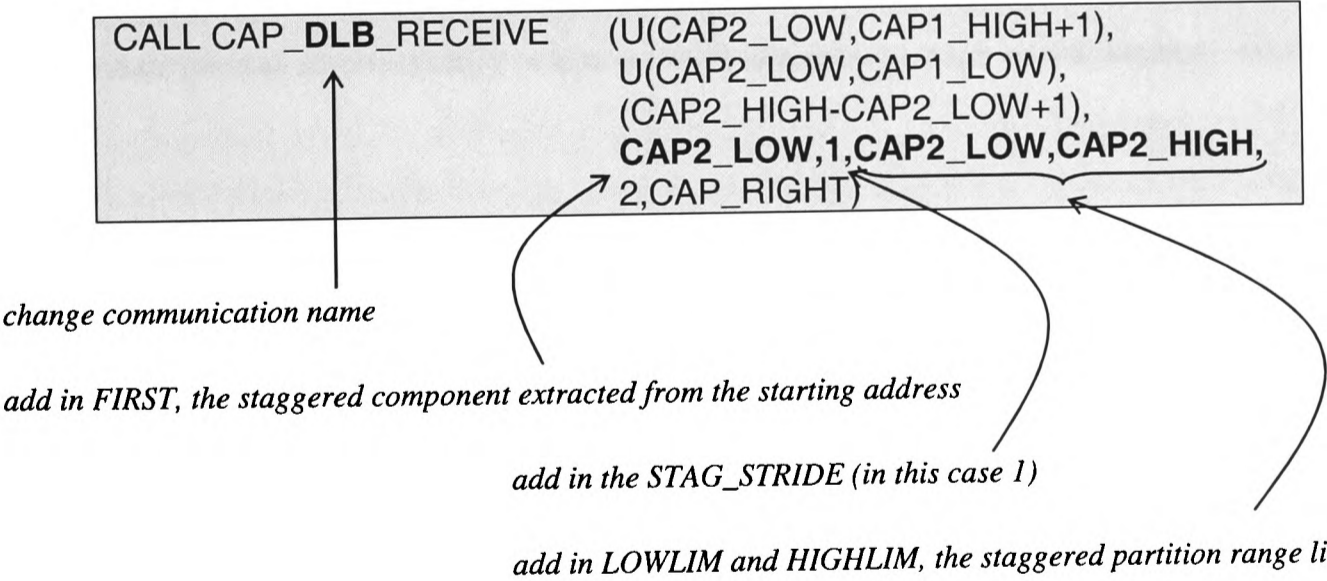 CALL CAP_DLB_RECEIVE (U(CAP2_LOW,CAP1_HIGH+1),
U(CAP2_LOW,CAP1_LOW),
(CAP2_HIGH-CAP2_LOW+1),
CAP2_LOW,1,CAP2_LOW,CAP2_HIGH,
2,CAP_RIGHT)
change communication name
add in FIRST, the staggered component extracted from the starting address
add in the STAG_STRIDE (in this case 1)
add in LOWLIM and HIGHLIM, the staggered partition range li